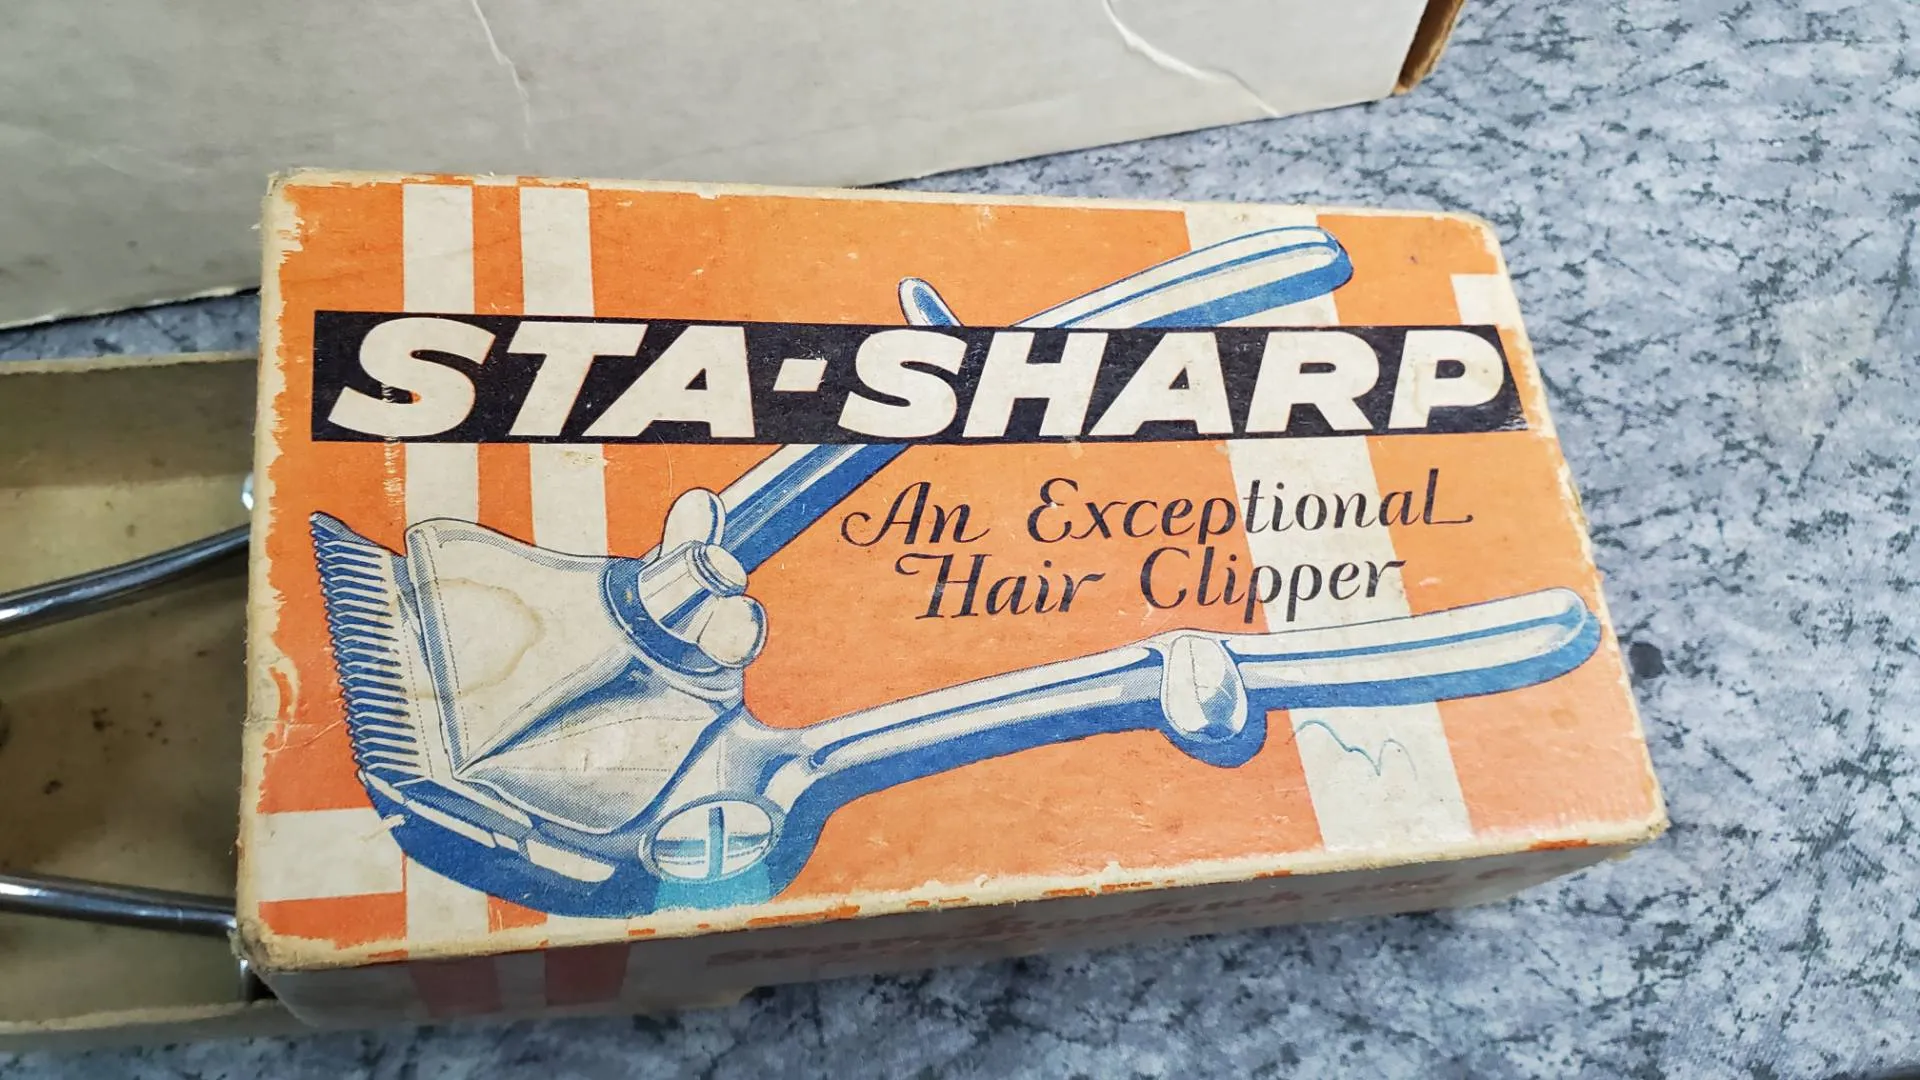 STA-SHARP
An Exceptional
Hair Clipper